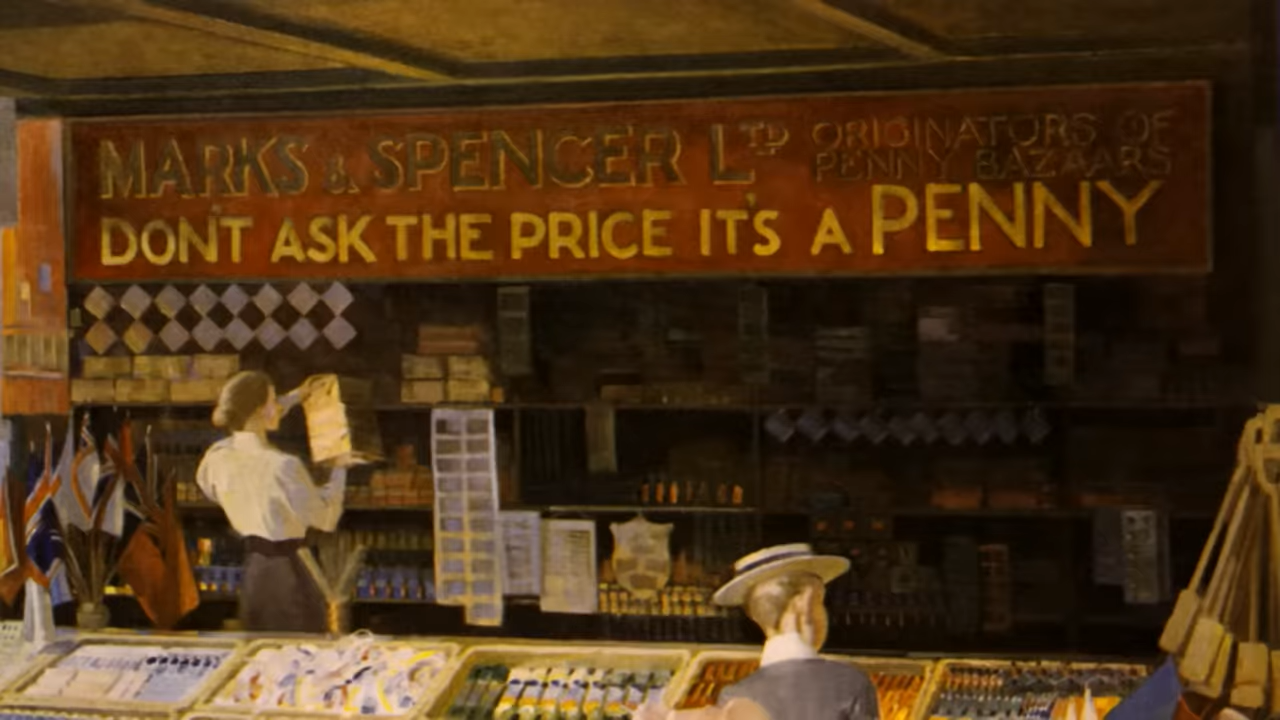 MARKS & SPENCER LTD ORIGINATORS OF
PENNY BAZAARS
DON'T ASK THE PRICE IT'S A PENNY